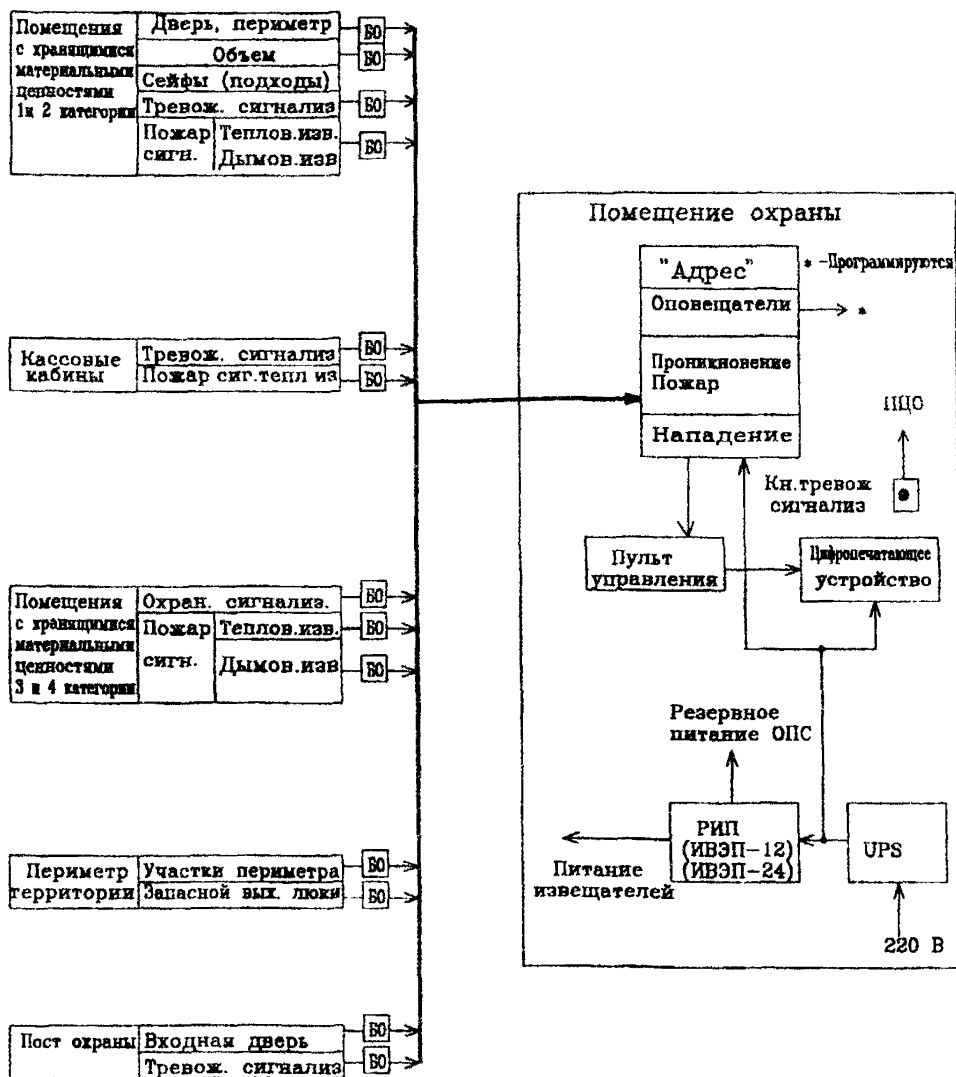 Помещения
с хранящимися
материальными
ценностями
1и 2 категории
Дверь, периметр
БО
Объем
БО
Сейфы (подходы)
Тревож. сигнализ
БО
Пожар
сигн.
Теплов.изв.
Дымов.изв
БО
Кассовые
кабины
Тревож. сигнализ
БО
Пожар сиг.тепл из
БО
Помещения
с хранящимися
материальными
ценностями
3 и 4 категории
Охран. сигнализ.
БО
Пожар
сигн.
Теплов.изв.
БО
Дымов.изв
БО
Периметр
территории
Участки периметра
БО
Запасной вых. люки
БО
Пост охраны
Входная дверь
БО
Тревож. сигнализ
БО
Помещение охраны
"Адрес"
* -Программируются
Оповещатели
*
Проникновение
Пожар
Нападение
ПЦО
Кн.тревож
сигнализ
Пульт
управления
Цифропечатающее
устройство
Резервное
питание ОПС
РИП
(ИВЭП-12)
(ИВЭП-24)
UPS
Питание
извещателей
220 В